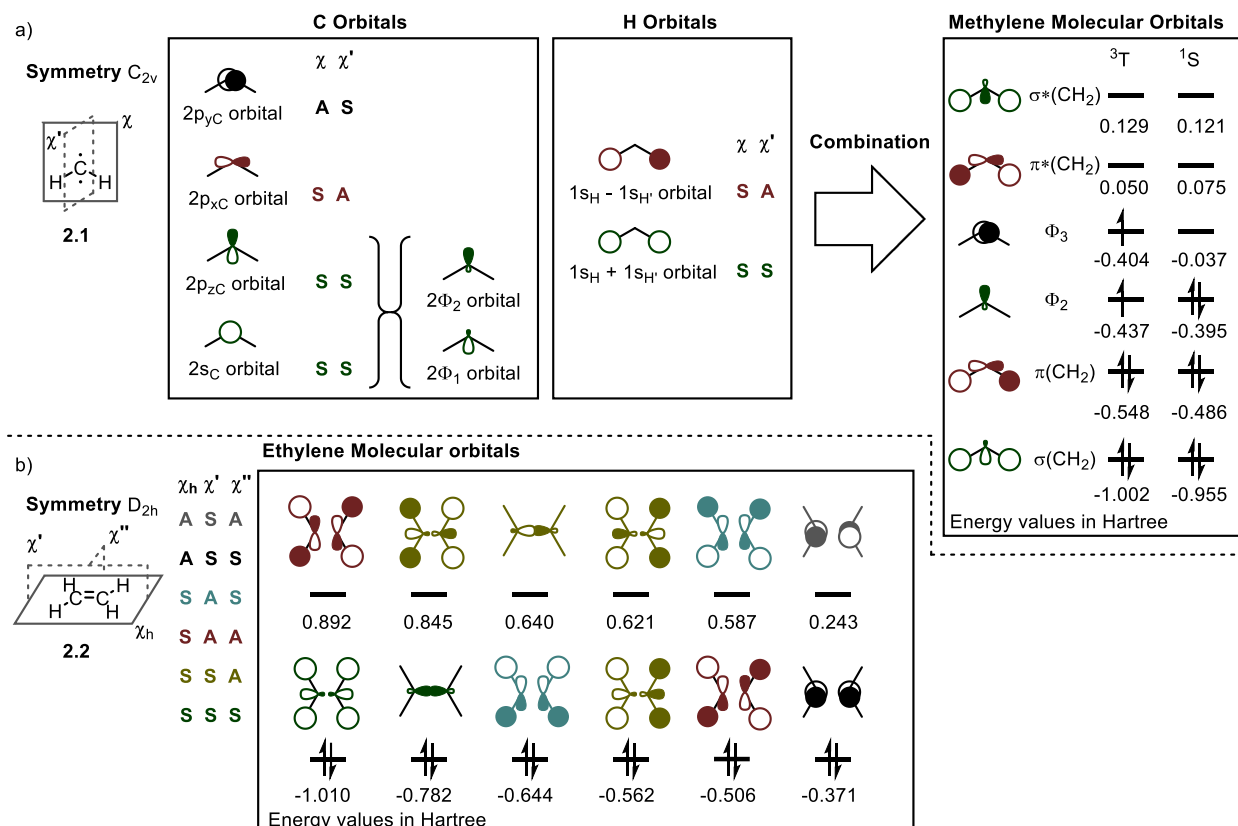 a)
C Orbitals
H Orbitals
Methylene Molecular Orbitals
Symmetry C2v
χ
χ'
C
H H
2.1
χ χ'
2pyC orbital
A S
2pxC orbital
S A
2pzC orbital
S S
2sC orbital
S S
2Φ2 orbital
2Φ1 orbital
χ χ'
1sH - 1sH' orbital
S A
1sH + 1sH' orbital
S S
Combination
3T 1S
σ*(CH2)
0.129 0.121
π*(CH2)
0.050 0.075
Φ3
-0.404 -0.037
Φ2
-0.437 -0.395
π(CH2)
-0.548 -0.486
σ(CH2)
-1.002 -0.955
Energy values in Hartree
b)
Ethylene Molecular orbitals
Symmetry D2h
χ' χ''
H H
C=C
H H
χh
2.2
χh χ' χ''
A S A
A S S
S A S
S A A
S S A
S S S
0.892 0.845 0.640 0.621 0.587 0.243
-1.010 -0.782 -0.644 -0.562 -0.506 -0.371
Energy values in Hartree